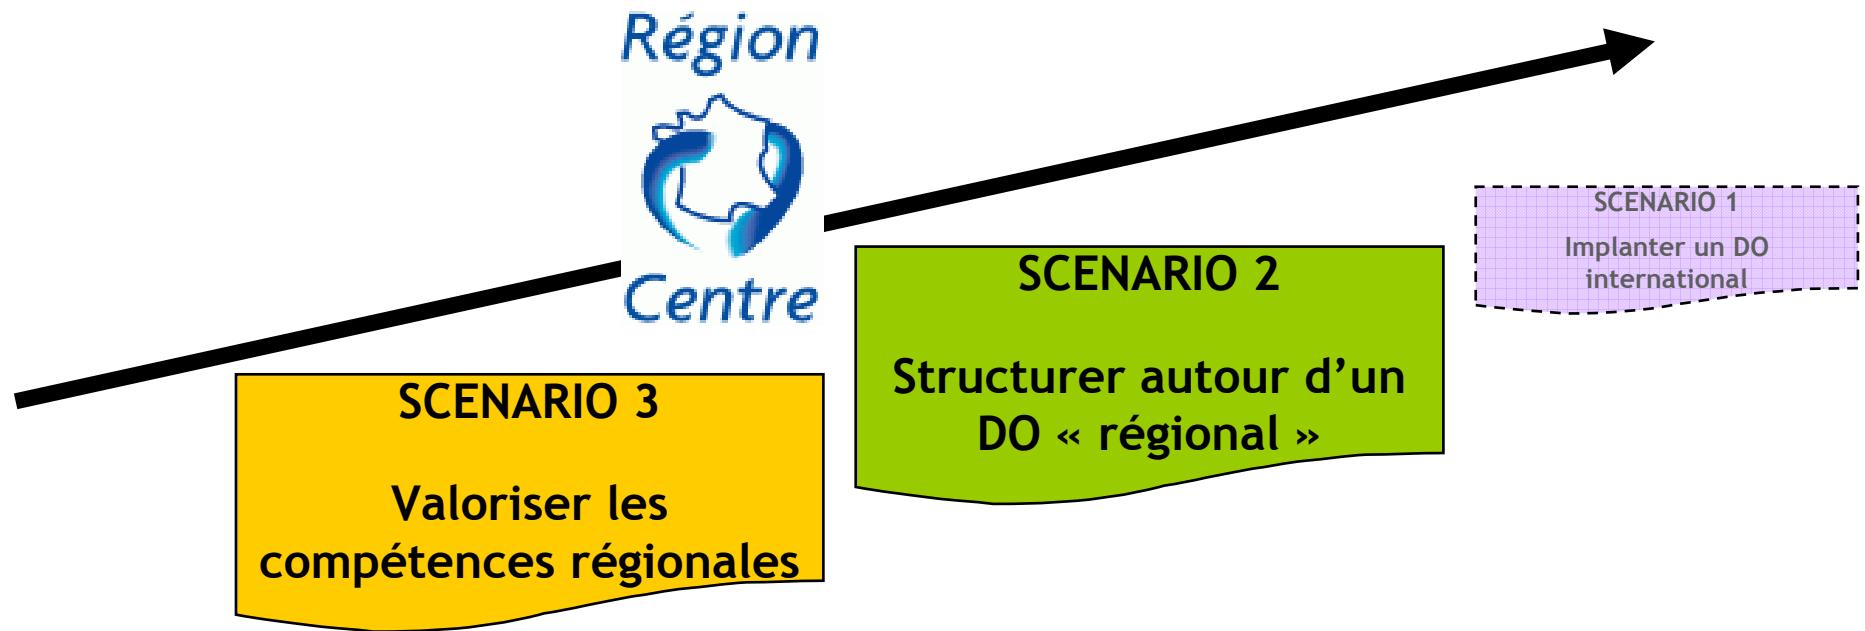 Région
Centre
SCENARIO 3
Valoriser les
compétences régionales
SCENARIO 2
Structurer autour d’un
DO « régional »
SCENARIO 1
Implanter un DO
international